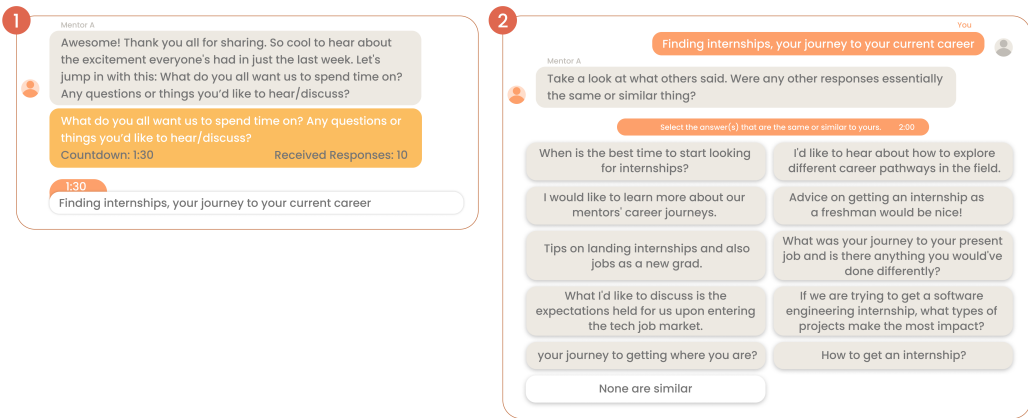 1
Mentor A
Awesome! Thank you all for sharing. So cool to hear about
the excitement everyone's had in just the last week. Let's
jump in with this: What do you all want us to spend time on?
Any questions or things you'd like to hear/discuss?
What do you all want us to spend time on? Any questions or
things you'd like to hear/discuss?
Countdown: 1:30 Received Responses: 10
1:30
Finding internships, your journey to your current career
2
You
Finding internships, your journey to your current career
Mentor A
Take a look at what others said. Were any other responses essentially
the same or similar thing?
Select the answer(s) that are the same or similar to yours. 2:00
When is the best time to start looking
for internships?
I'd like to hear about how to explore
different career pathways in the field.
I would like to learn more about our
mentors' career journeys.
Advice on getting an internship as
a freshman would be nice!
Tips on landing internships and also
jobs as a new grad.
What was your journey to your present
job and is there anything you would've
done differently?
What I'd like to discuss is the
expectations held for us upon entering
the tech job market.
If we are trying to get a software
engineering internship, what types of
projects make the most impact?
your journey to getting where you are?
How to get an internship?
None are similar